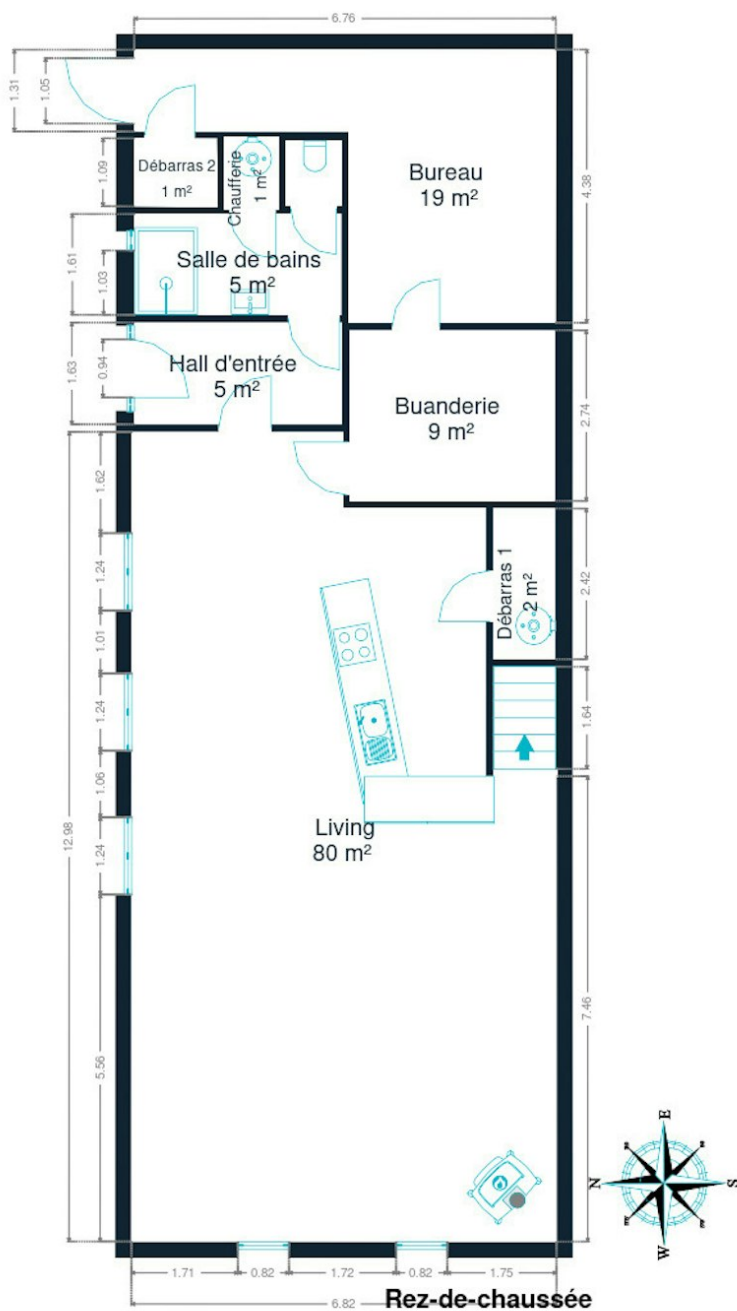 6.76
1.31
1.05
Débarras 2
1 m²
Chaufferie
1 m²
Bureau
19 m²
4.38
1.09
1.61
1.03
Salle de bains
5 m²
1.63
0.94
Hall d'entrée
5 m²
Buanderie
9 m²
2.74
1.62
1.24
1.01
1.24
1.06
1.24
12.98
5.56
Débarras 1
2 m²
2.42
1.64
Living
80 m²
7.46
E
N
S
W
1.71
0.82
1.72
0.82
1.75
6.82
Rez-de-chaussée